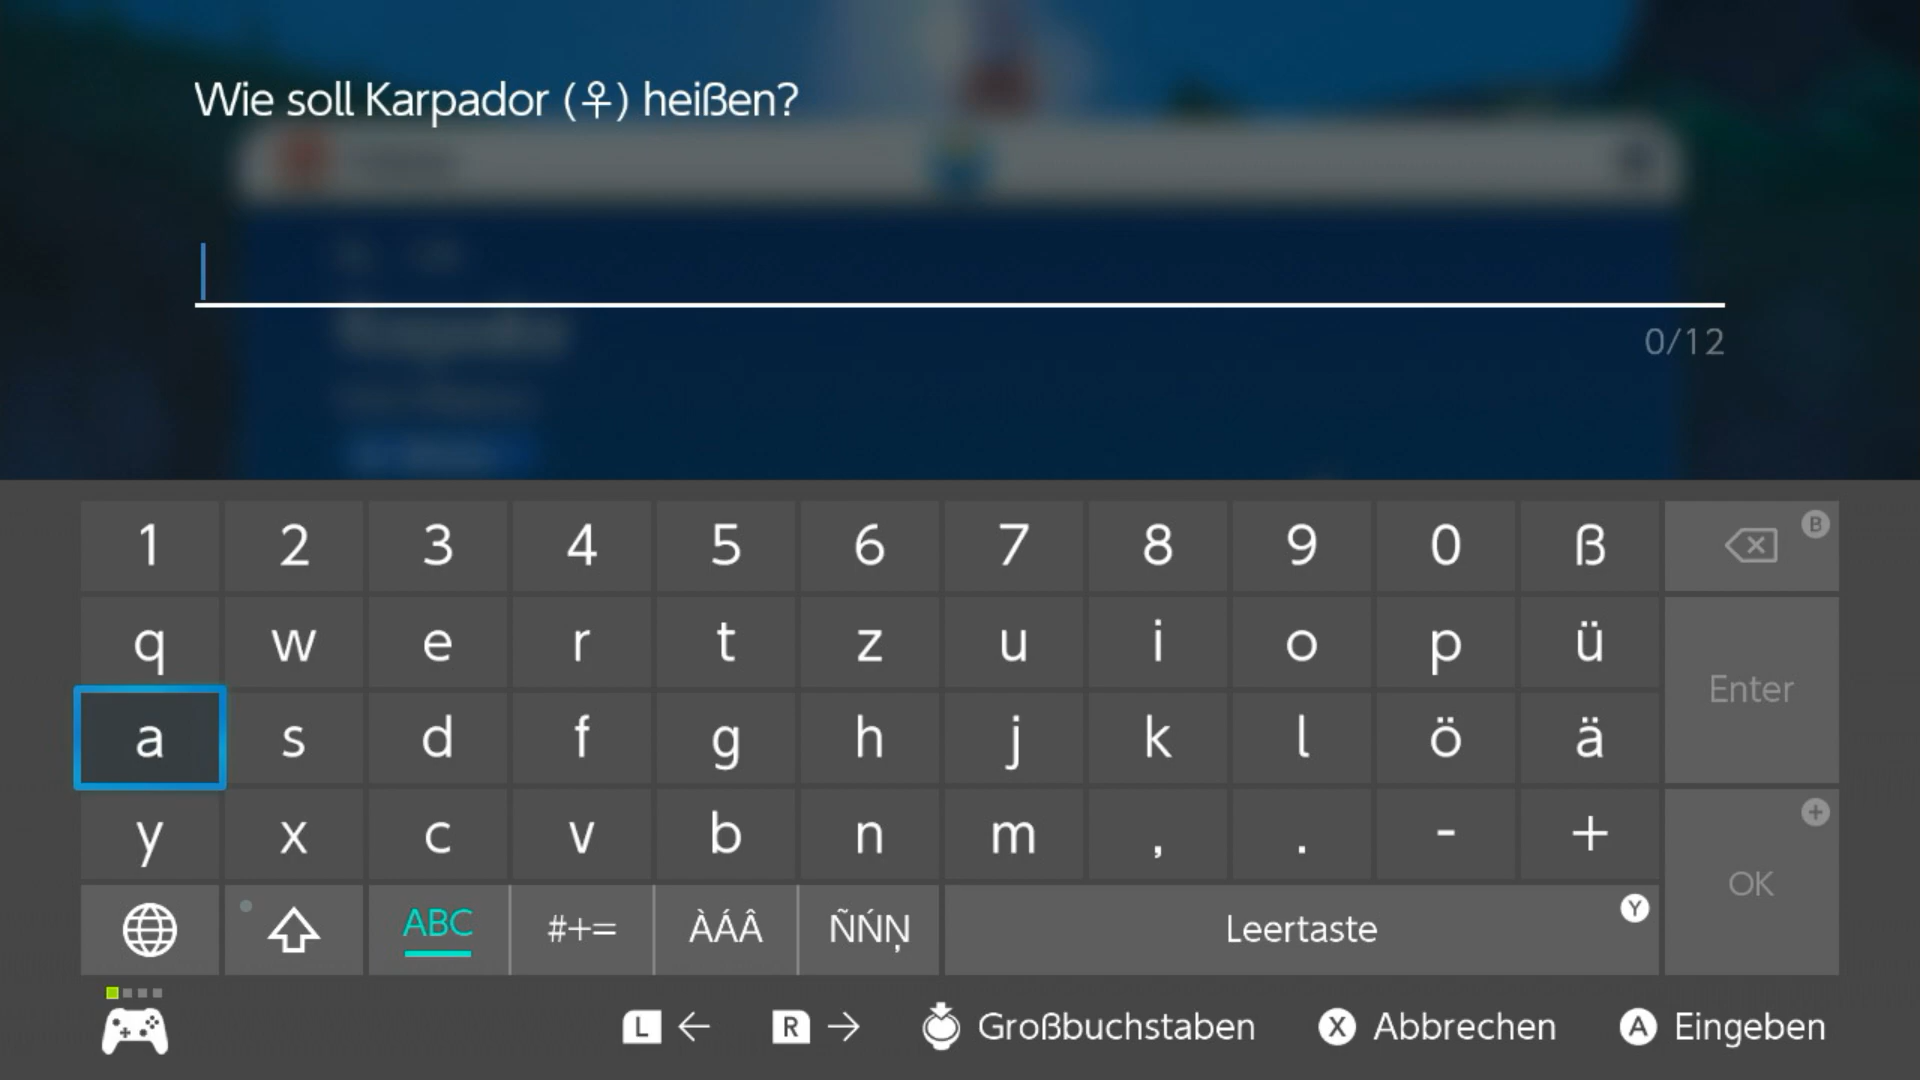 Wie soll Karpador (♀) heißen?
0/12
1 2 3 4 5 6 7 8 9 0 ß B
q w e r t z u i o p ü Enter
a s d f g h j k l ö ä
y x c v b n m , . - + OK
ABC #+= ÀÁÂ ÑŃŅ Leertaste Y
L ← R → Großbuchstaben X Abbrechen A Eingeben